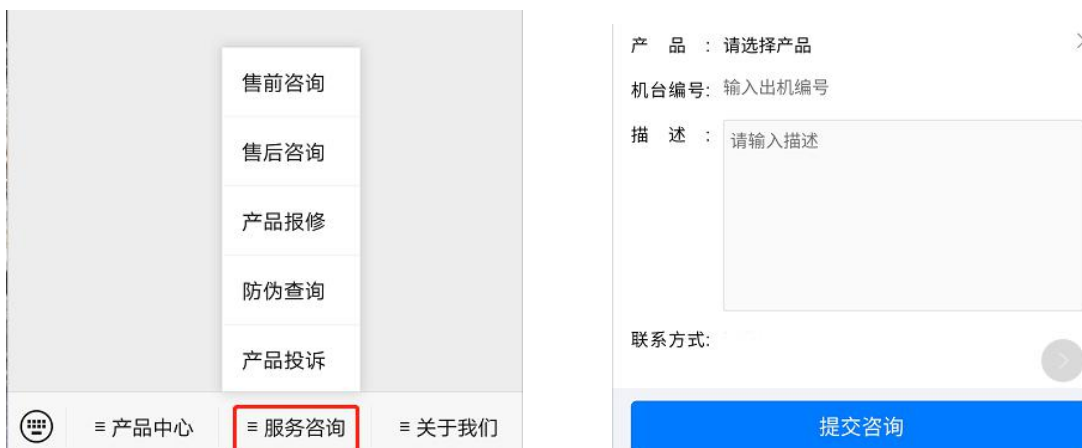 售前咨询
售后咨询
产品报修
防伪查询
产品投诉
≡ 产品中心
≡ 服务咨询
≡ 关于我们
产 品 : 请选择产品
机台编号: 输入出机编号
描 述 : 请输入描述
联系方式:
提交咨询